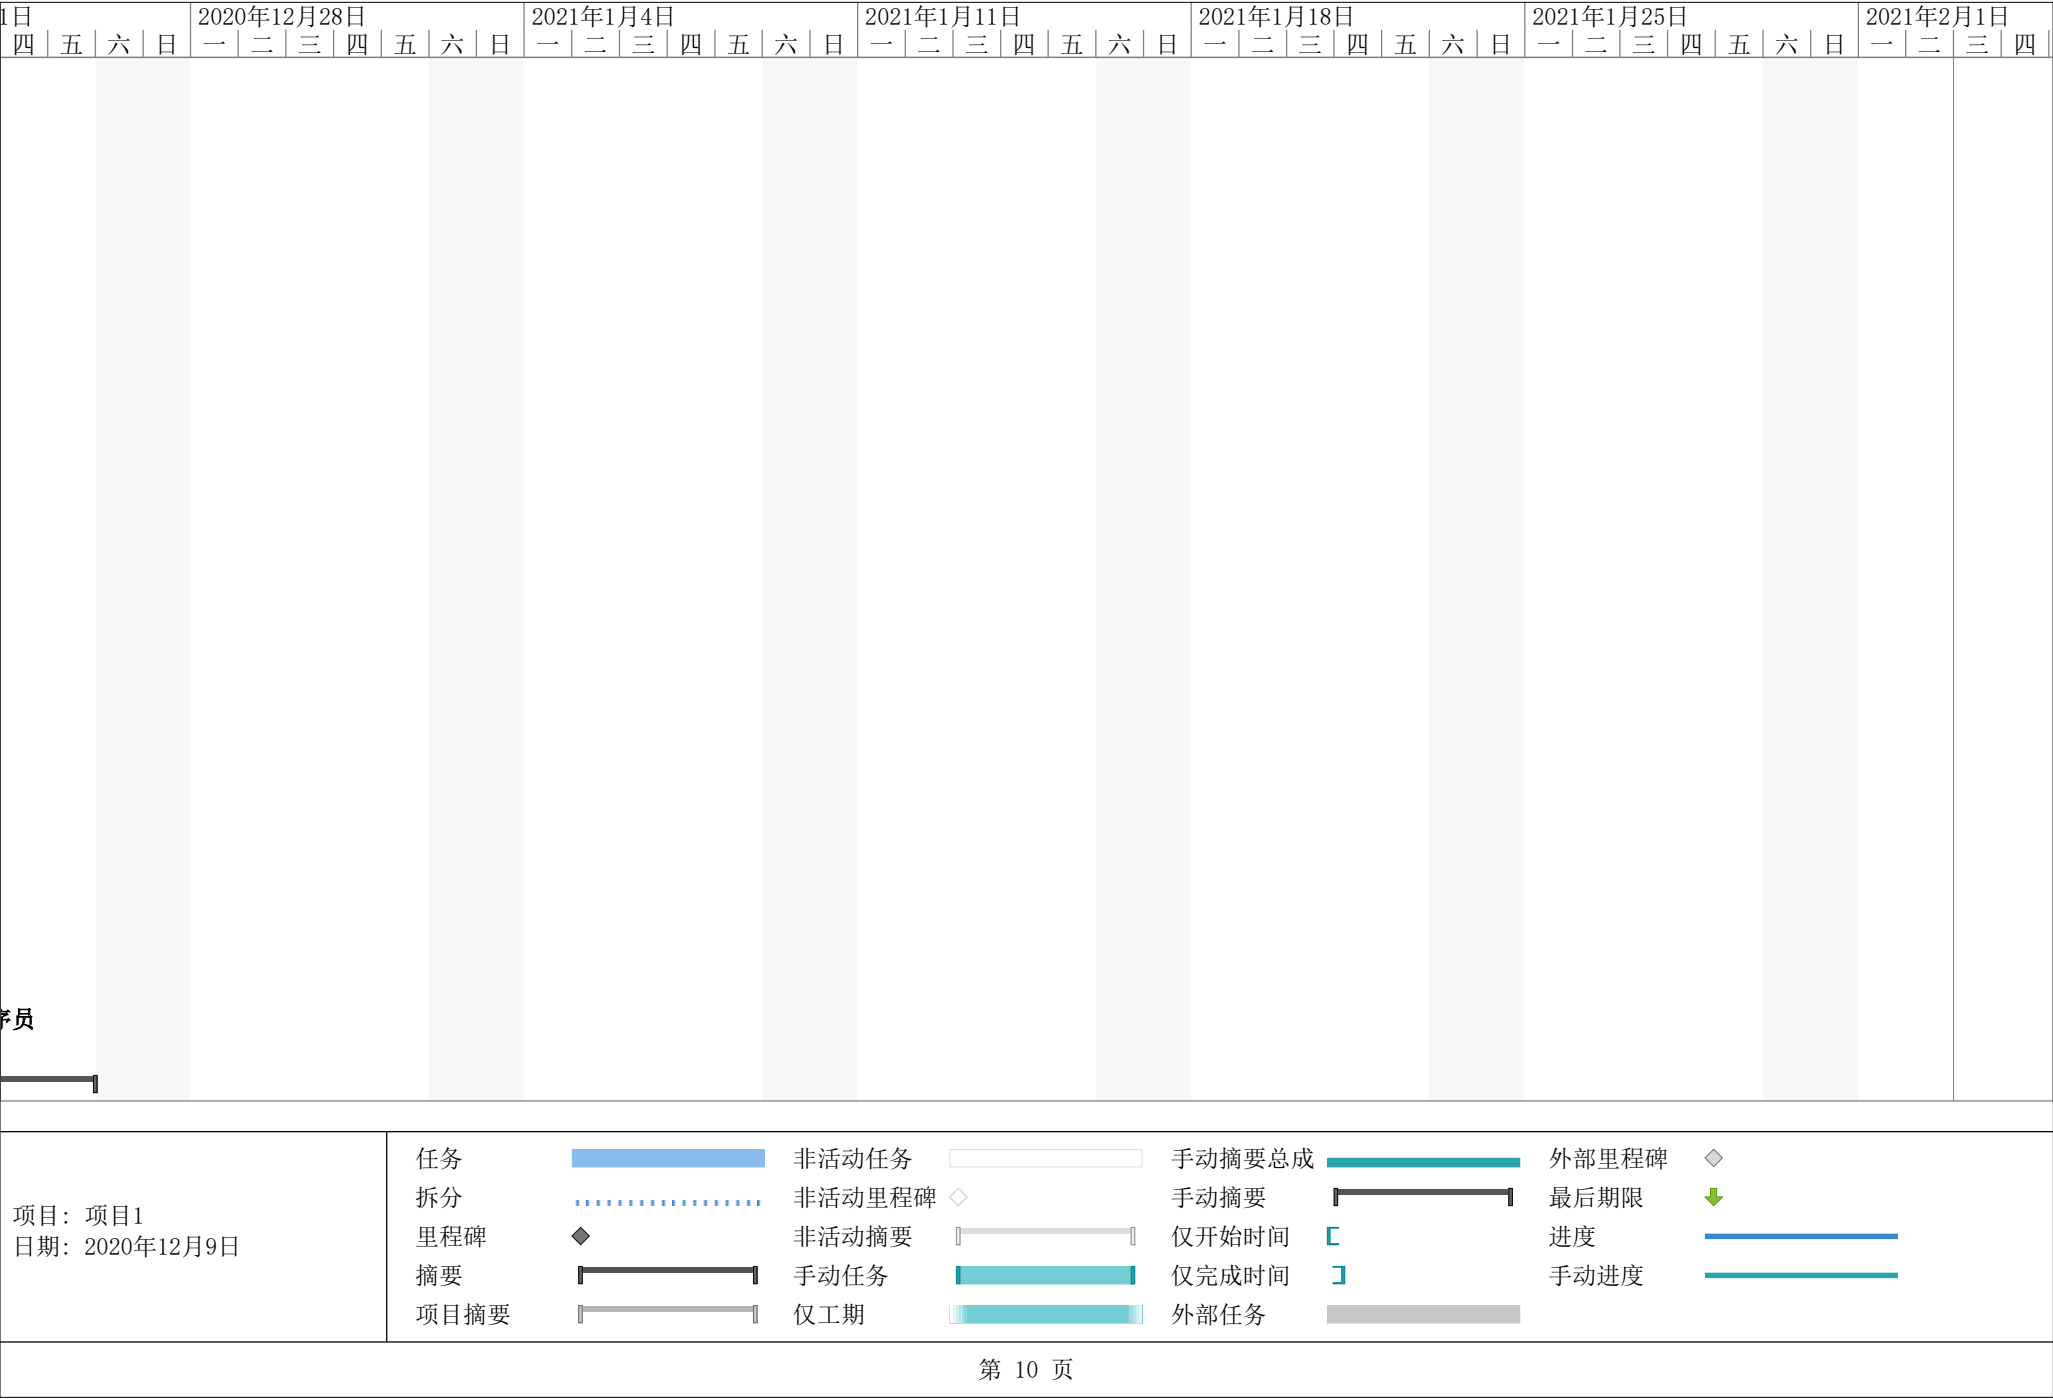 1日 2020年12月28日 2021年1月4日 2021年1月11日 2021年1月18日 2021年1月25日 2021年2月1日
四 五 六 日 一 二 三 四 五 六 日 一 二 三 四 五 六 日 一 二 三 四 五 六 日 一 二 三 四 五 六 日 一 二 三 四 五 六 日 一 二 三 四
序员
项目: 项目1
日期: 2020年12月9日
任务
拆分
里程碑
摘要
项目摘要
非活动任务
非活动里程碑
非活动摘要
手动任务
仅工期
手动摘要总成
手动摘要
仅开始时间
仅完成时间
外部任务
外部里程碑
最后期限
进度
手动进度
第 10 页